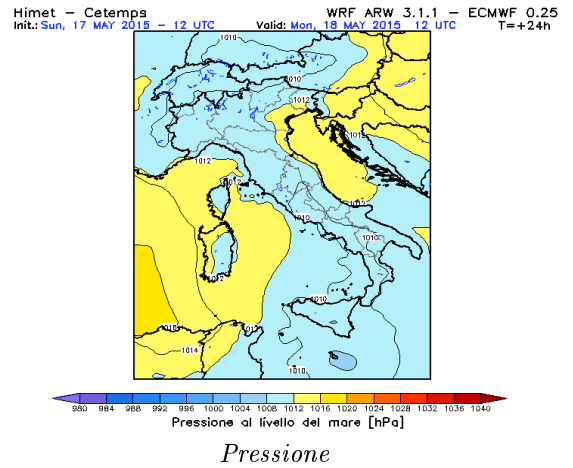 Himet – Cetemps WRF ARW 3.1.1 – ECMWF 0.25
Init.: Sun, 17 MAY 2015 – 12 UTC Valid: Mon, 18 MAY 2015 12 UTC T=+24h
1010
1010
1012
1012
1012
1012
1010
1010
1012
1010
1016
1012
1014
1010
980 984 988 992 996 1000 1004 1008 1012 1016 1020 1024 1028 1032 1036 1040
Pressione al livello del mare [hPa]
Pressione